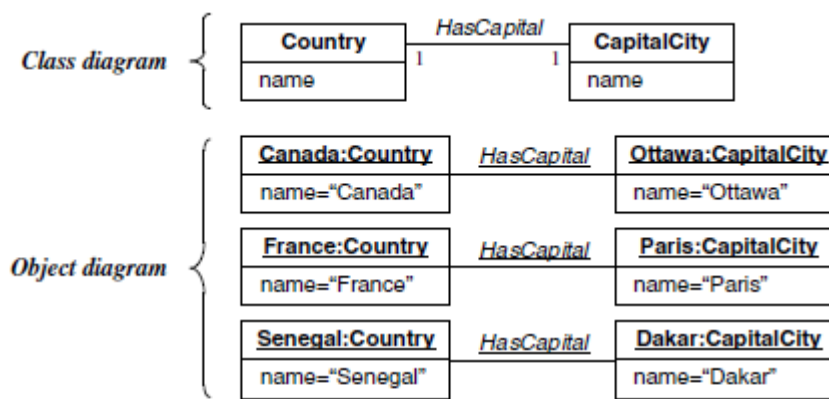 Class diagram
Country HasCapital CapitalCity
1 1
name name
Object diagram
Canada:Country HasCapital Ottawa:CapitalCity
name=“Canada” name=“Ottawa”
France:Country HasCapital Paris:CapitalCity
name=“France” name=“Paris”
Senegal:Country HasCapital Dakar:CapitalCity
name=“Senegal” name=“Dakar”